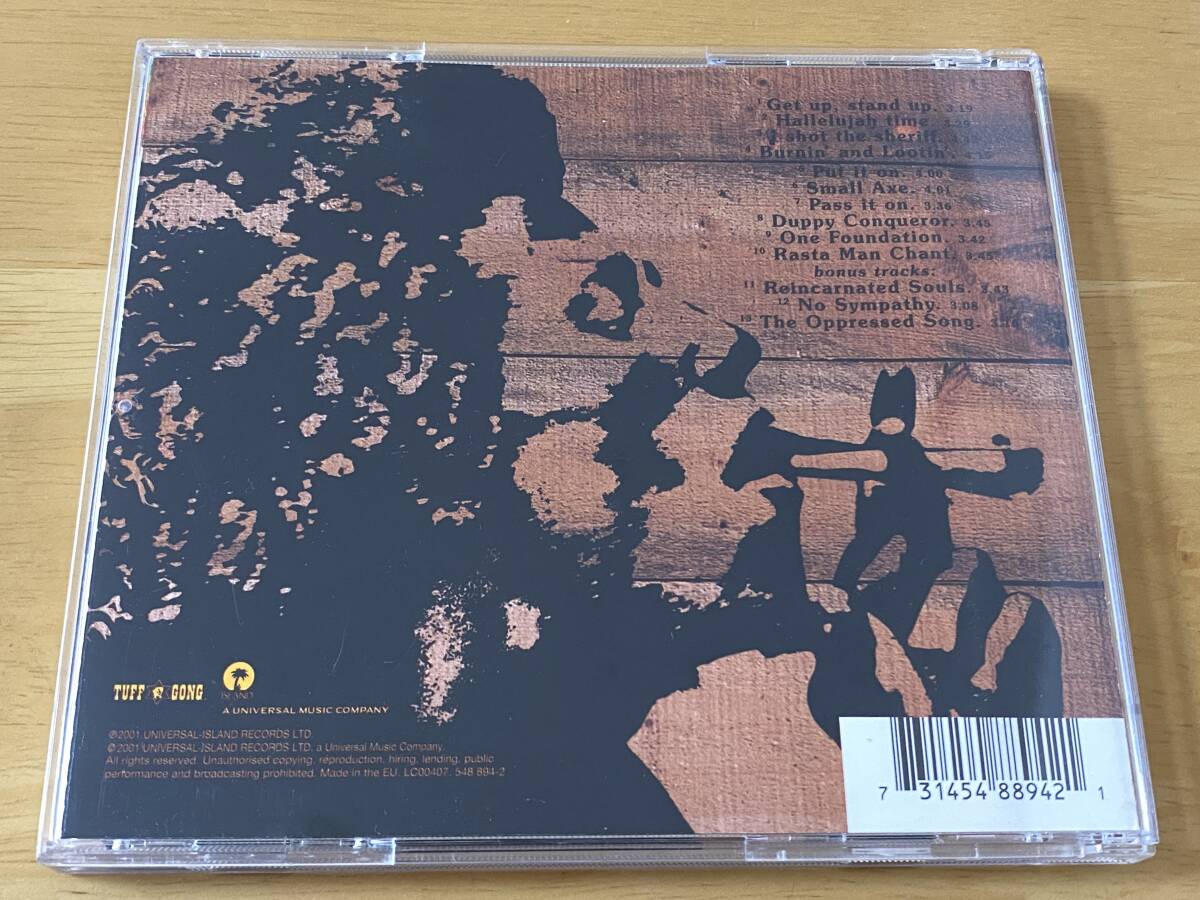 1 Get up, stand up. 3.19
2 Hallelujah time.
3 I shot the sheriff.
4 Burnin' and Lootin'.
5 Put it on. 4.00
6 Small Axe. 4.01
7 Pass it on. 3.36
8 Duppy Conqueror. 3.45
9 One Foundation. 3.42
10 Rasta Man Chant. 3.45
bonus tracks:
11 Reincarnated Souls. 3.43
12 No Sympathy. 3.08
13 The Oppressed Song.
TUFF GONG
ISLAND
A UNIVERSAL MUSIC COMPANY
℗2001 UNIVERSAL-ISLAND RECORDS LTD.
©2001 UNIVERSAL-ISLAND RECORDS LTD. a Universal Music Company.
All rights reserved. Unauthorised copying, reproduction, hiring, lending, public
performance and broadcasting prohibited. Made in the EU. LC00407. 548 894-2
7 31454 88942 1